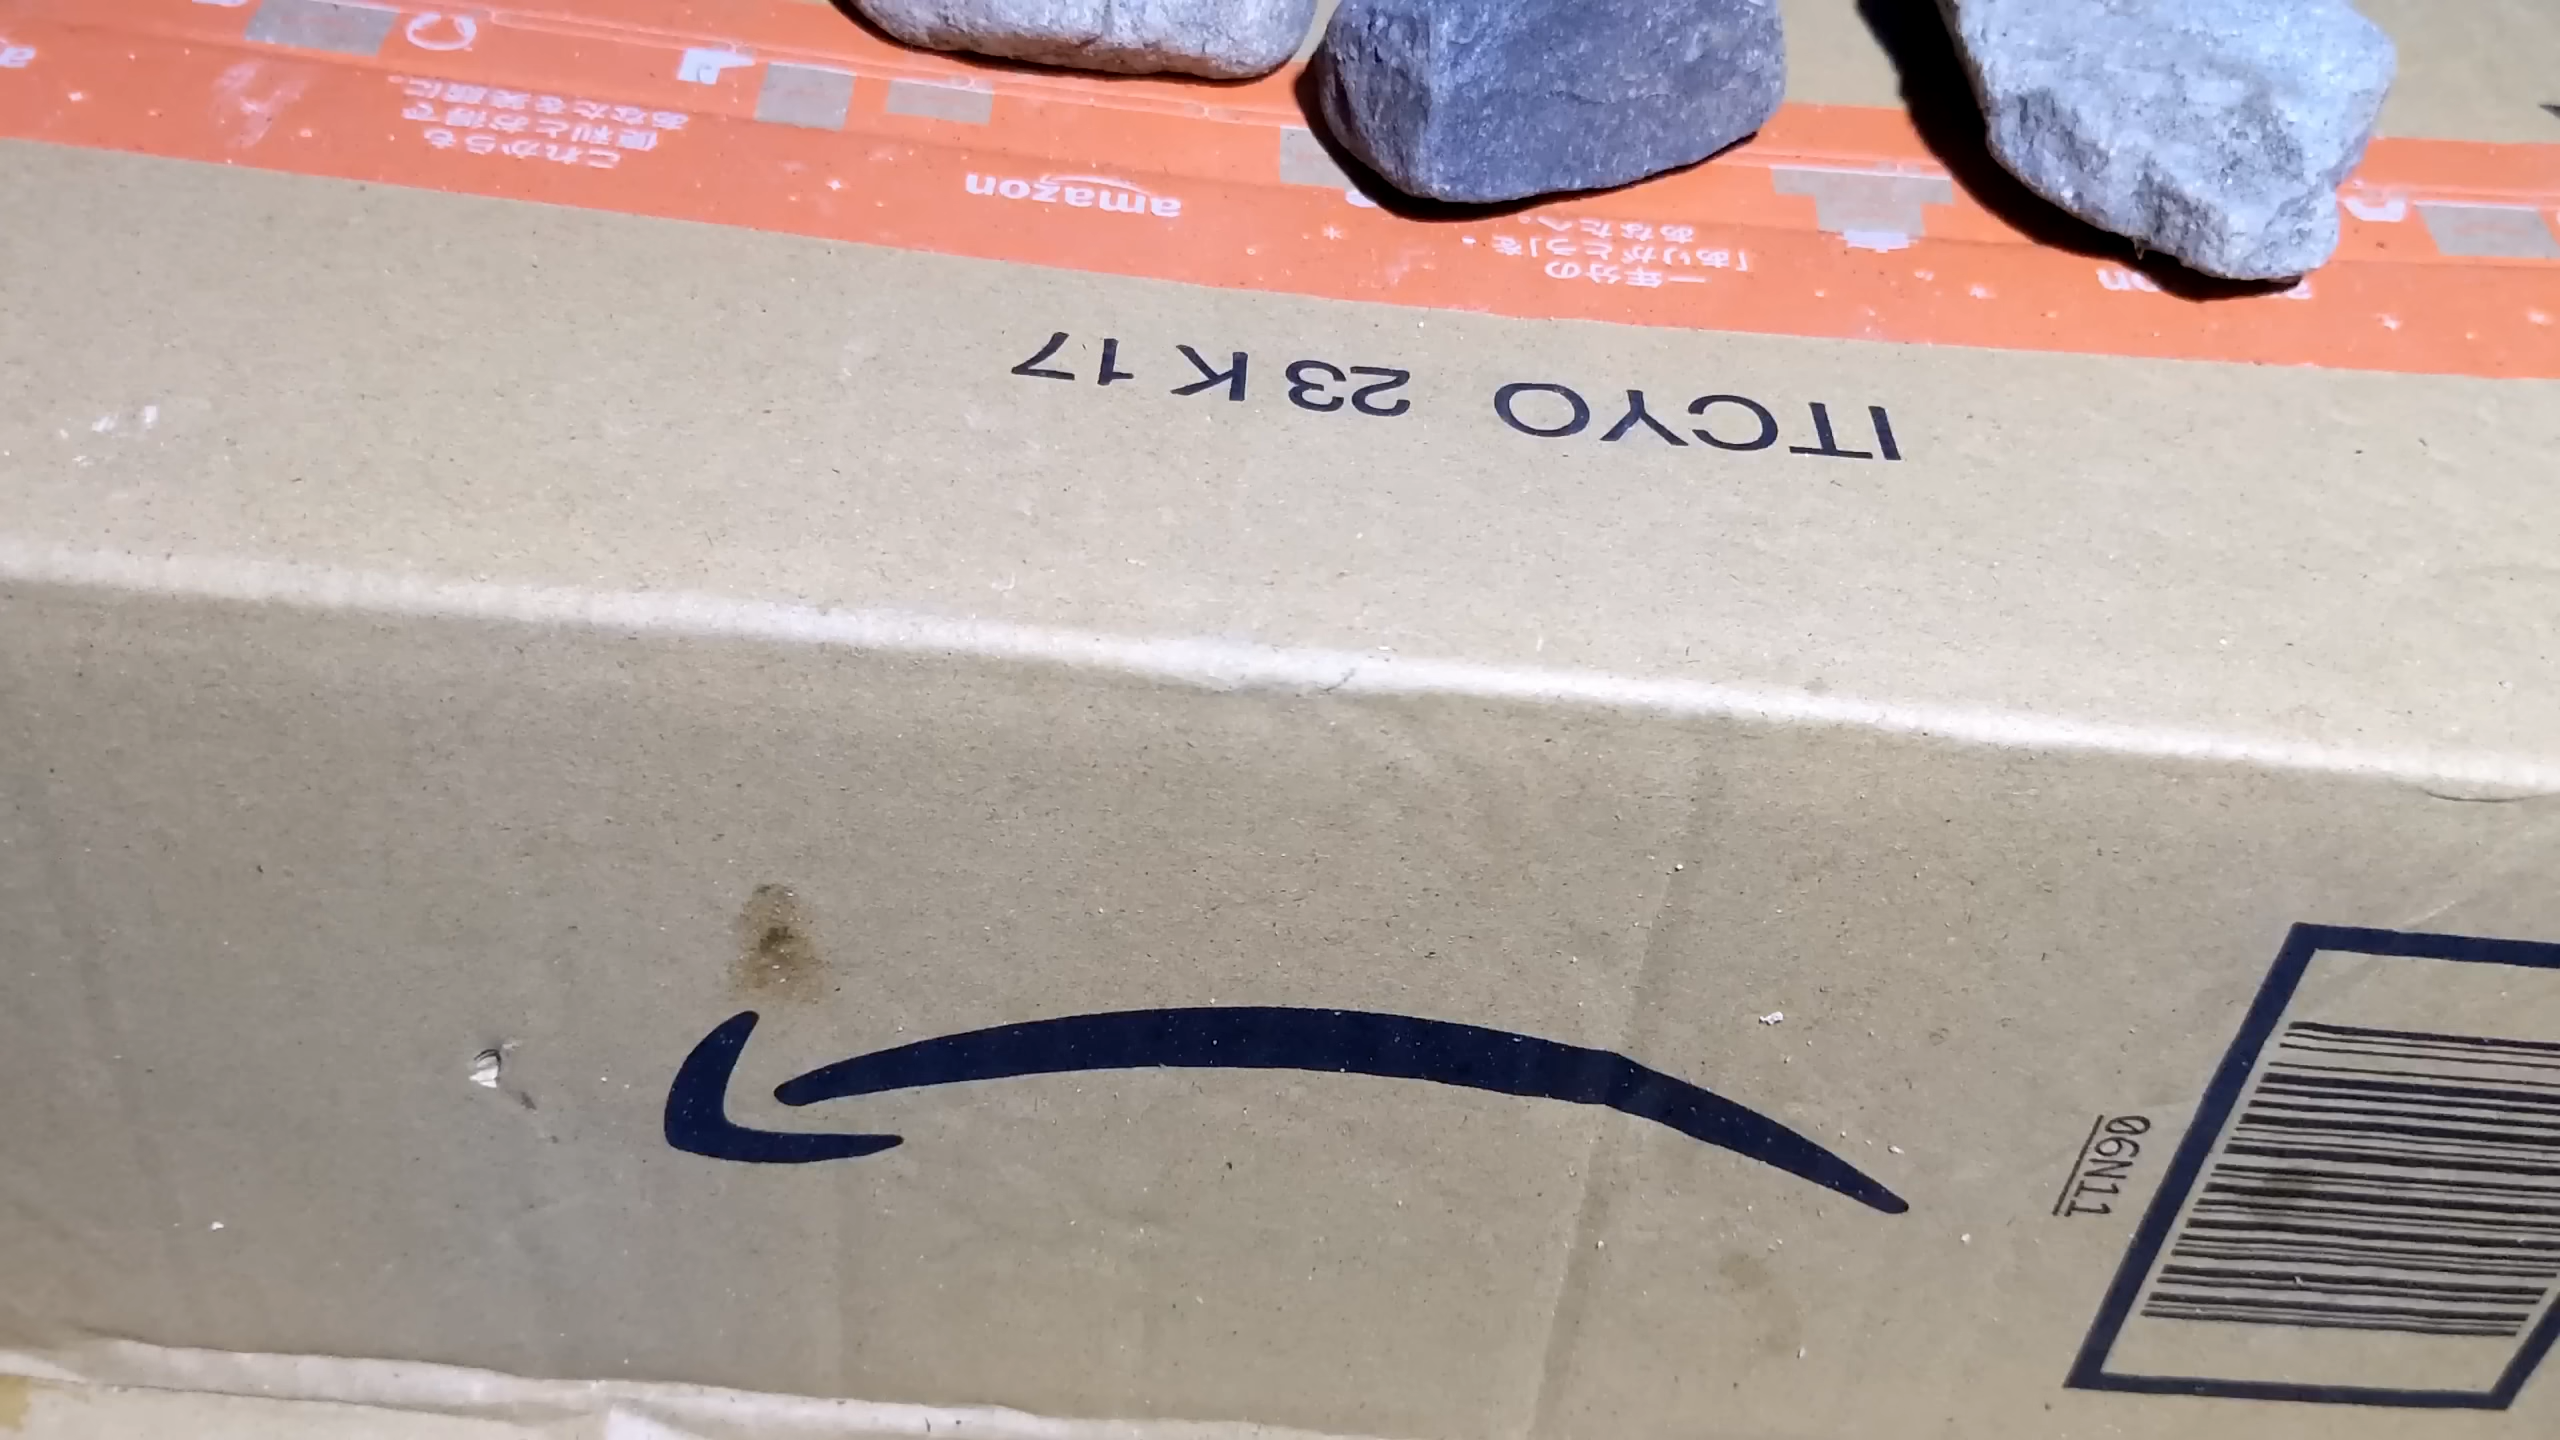 amazon
これからも
便利とお得で
あなたを笑顔に。
一年分の
「ありがとう」を
あなたへ。
ITCYO 23 K 17
06N11